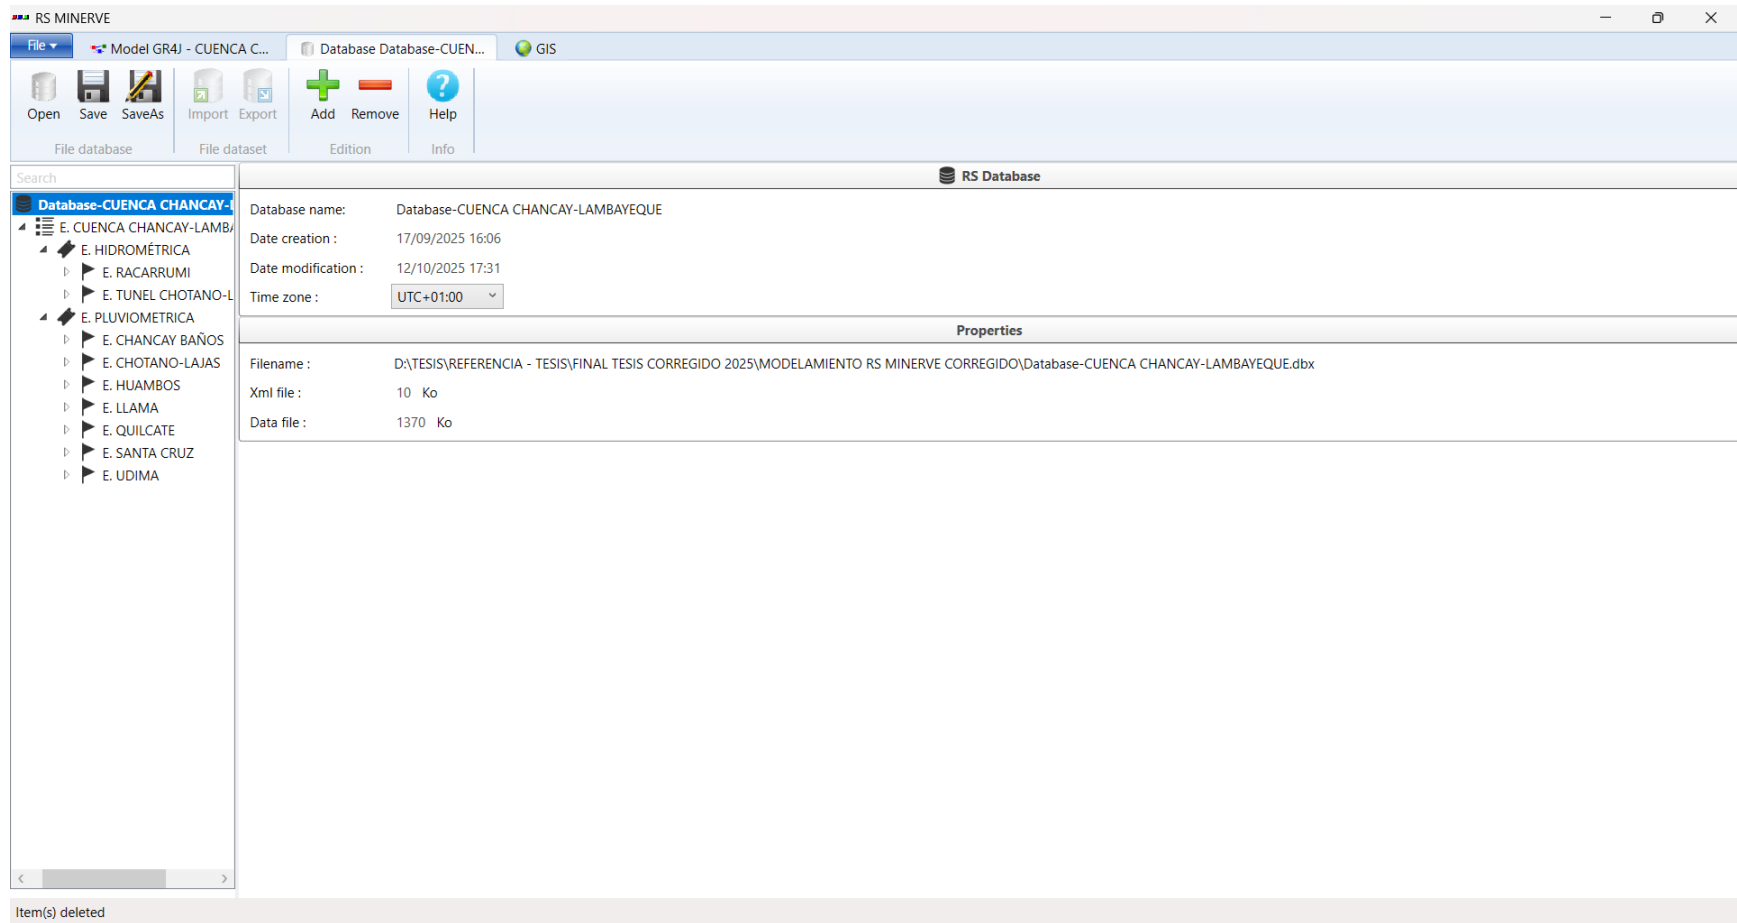 RS MINERVE
File
Model GR4J - CUENCA C...
Database Database-CUEN...
GIS
Open
Save
SaveAs
Import
Export
Add
Remove
Help
File database
File dataset
Edition
Info
Search
RS Database
Database-CUENCA CHANCAY-
E. CUENCA CHANCAY-LAMBA
E. HIDROMÉTRICA
E. RACARRUMI
E. TUNEL CHOTANO-L
E. PLUVIOMETRICA
E. CHANCAY BAÑOS
E. CHOTANO-LAJAS
E. HUAMBOS
E. LLAMA
E. QUILCATE
E. SANTA CRUZ
E. UDIMA
Database name: Database-CUENCA CHANCAY-LAMBAYEQUE
Date creation : 17/09/2025 16:06
Date modification : 12/10/2025 17:31
Time zone : UTC+01:00
Properties
Filename : D:\TESIS\REFERENCIA - TESIS\FINAL TESIS CORREGIDO 2025\MODELAMIENTO RS MINERVE CORREGIDO\Database-CUENCA CHANCAY-LAMBAYEQUE.dbx
Xml file : 10 Ko
Data file : 1370 Ko
Item(s) deleted